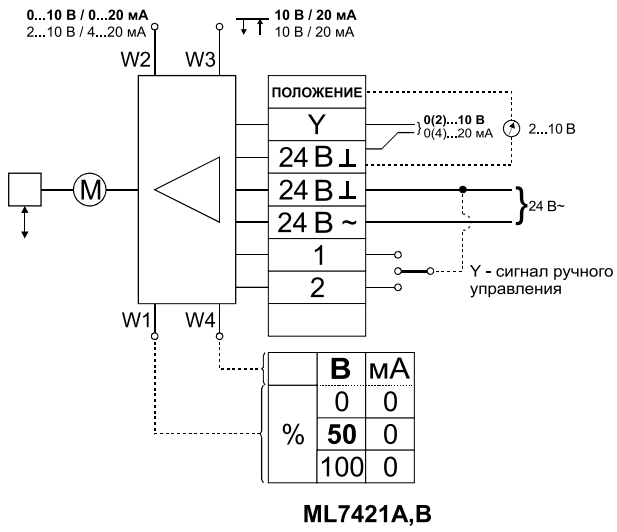 0...10 В / 0...20 мА
2...10 В / 4...20 мА
10 В / 20 мА
10 В / 20 мА
W2
W3
ПОЛОЖЕНИЕ
Y
0(2)...10 В
0(4)...20 мА
2...10 В
24 В ⊥
24 В ⊥
М
24 В ~
24 В~
1
2
Y - сигнал ручного
управления
W1
W4
В мА
0 0
% 50 0
100 0
ML7421A,B